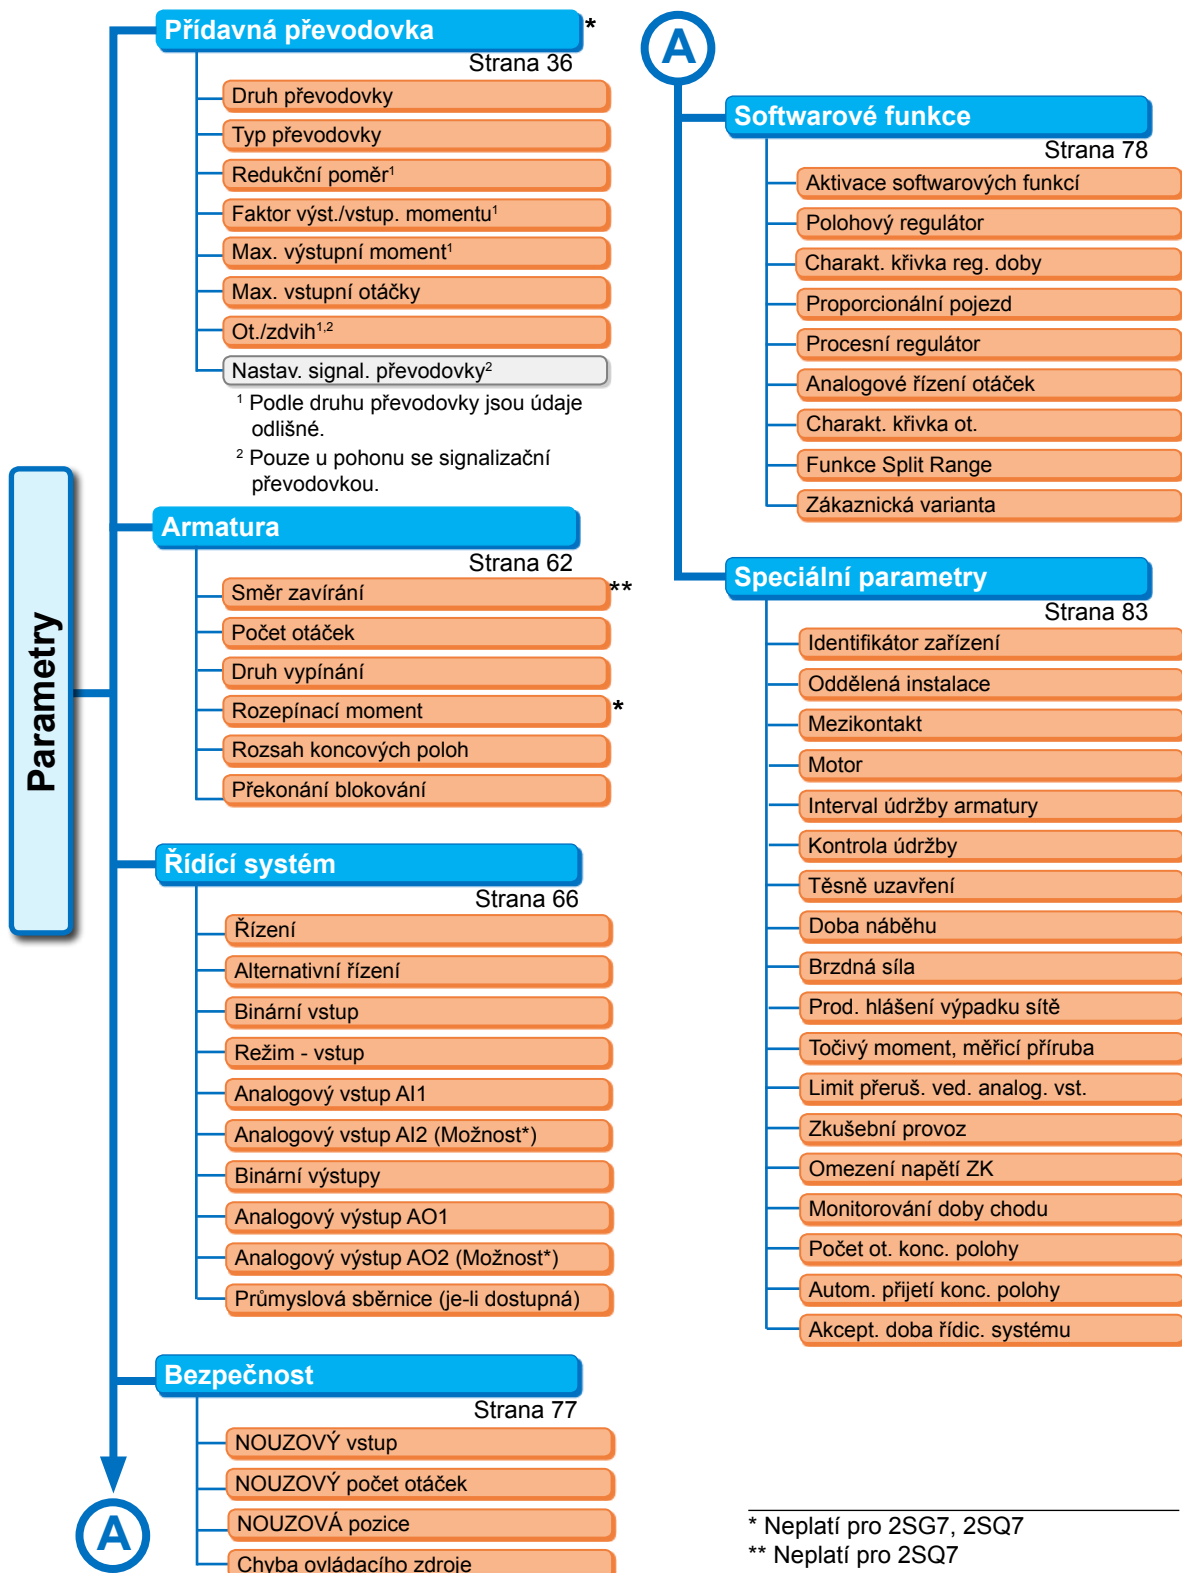 Parametry
Přídavná převodovka *
Strana 36
Druh převodovky
Typ převodovky
Redukční poměr¹
Faktor výst./vstup. momentu¹
Max. výstupní moment¹
Max. vstupní otáčky
Ot./zdvih¹,²
Nastav. signal. převodovky²
¹ Podle druhu převodovky jsou údaje
odlišné.
² Pouze u pohonu se signalizační
převodovkou.
Armatura
Strana 62
Směr zavírání **
Počet otáček
Druh vypínání
Rozepínací moment *
Rozsah koncových poloh
Překonání blokování
Řídící systém
Strana 66
Řízení
Alternativní řízení
Binární vstup
Režim - vstup
Analogový vstup AI1
Analogový vstup AI2 (Možnost*)
Binární výstupy
Analogový výstup AO1
Analogový výstup AO2 (Možnost*)
Průmyslová sběrnice (je-li dostupná)
Bezpečnost
Strana 77
NOUZOVÝ vstup
NOUZOVÝ počet otáček
NOUZOVÁ pozice
Chyba ovládacího zdroje
A
A
Softwarové funkce
Strana 78
Aktivace softwarových funkcí
Polohový regulátor
Charakt. křivka reg. doby
Proporcionální pojezd
Procesní regulátor
Analogové řízení otáček
Charakt. křivka ot.
Funkce Split Range
Zákaznická varianta
Speciální parametry
Strana 83
Identifikátor zařízení
Oddělená instalace
Mezikontakt
Motor
Interval údržby armatury
Kontrola údržby
Těsně uzavření
Doba náběhu
Brzdná síla
Prod. hlášení výpadku sítě
Točivý moment, měřicí příruba
Limit přeruš. ved. analog. vst.
Zkušební provoz
Omezení napětí ZK
Monitorování doby chodu
Počet ot. konc. polohy
Autom. přijetí konc. polohy
Akcept. doba řídic. systému
* Neplatí pro 2SG7, 2SQ7
** Neplatí pro 2SQ7